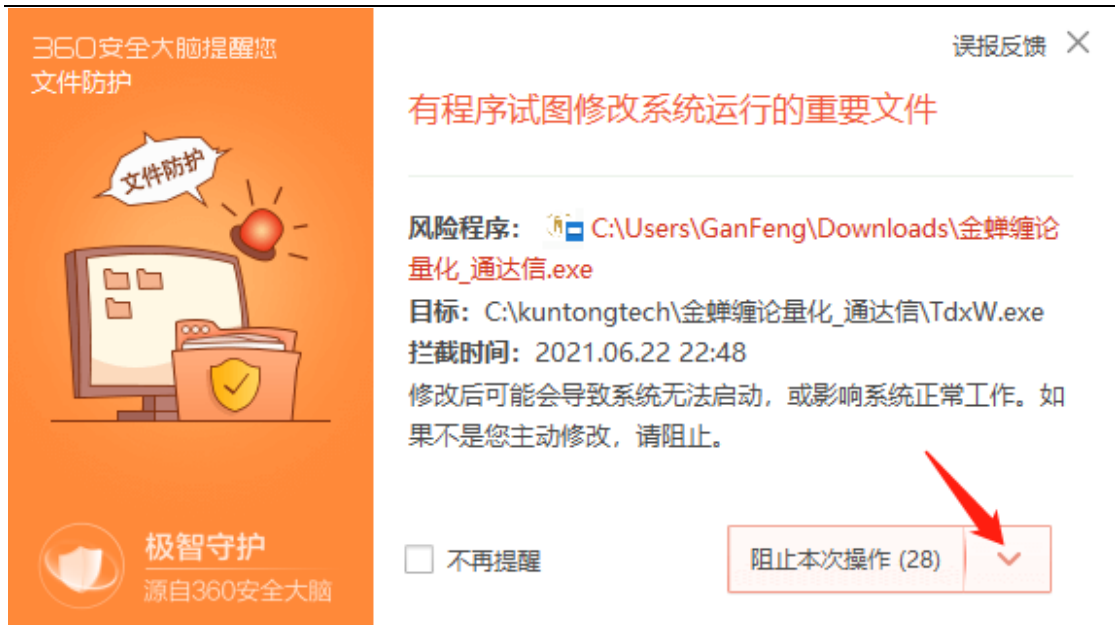 360安全大脑提醒您
文件防护
文件防护
极智守护
源自360安全大脑
误报反馈
有程序试图修改系统运行的重要文件
风险程序： C:\Users\GanFeng\Downloads\金蝉缠论
量化_通达信.exe
目标：C:\kuntongtech\金蝉缠论量化_通达信\TdxW.exe
拦截时间：2021.06.22 22:48
修改后可能会导致系统无法启动，或影响系统正常工作。如
果不是您主动修改，请阻止。
不再提醒
阻止本次操作 (28)